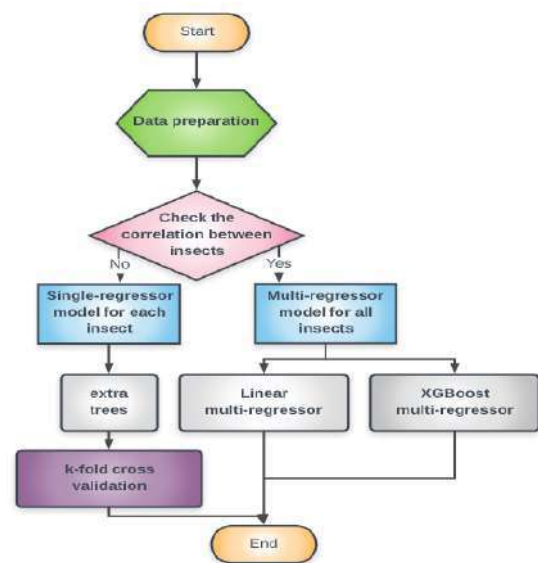 Start
Data preparation
Check the
correlation between
insects
No
Yes
Single-regressor
model for each
insect
Multi-regressor
model for all
insects
extra
trees
Linear
multi-regressor
XGBoost
multi-regressor
k-fold cross
validation
End